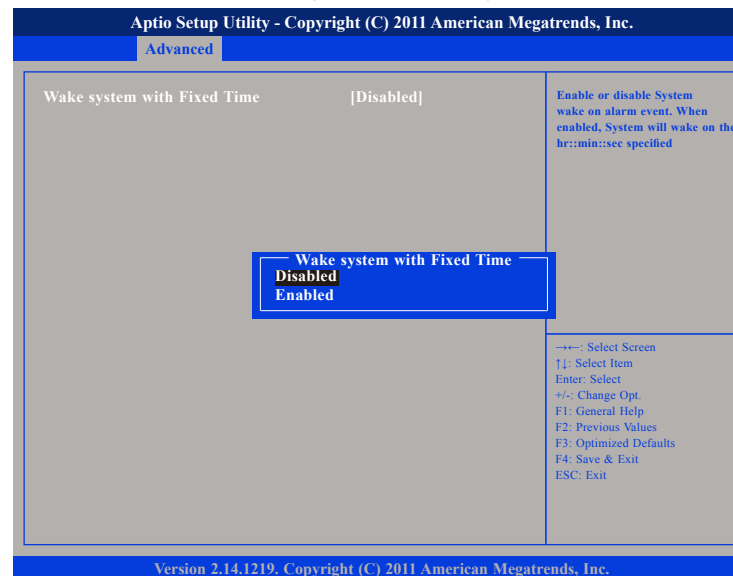 Aptio Setup Utility - Copyright (C) 2011 American Megatrends, Inc.
Advanced
Wake system with Fixed Time [Disabled]
Enable or disable System
wake on alarm event. When
enabled, System will wake on the
hr::min::sec specified
Wake system with Fixed Time
Disabled
Enabled
→←: Select Screen
↑↓: Select Item
Enter: Select
+/-: Change Opt.
F1: General Help
F2: Previous Values
F3: Optimized Defaults
F4: Save & Exit
ESC: Exit
Version 2.14.1219. Copyright (C) 2011 American Megatrends, Inc.